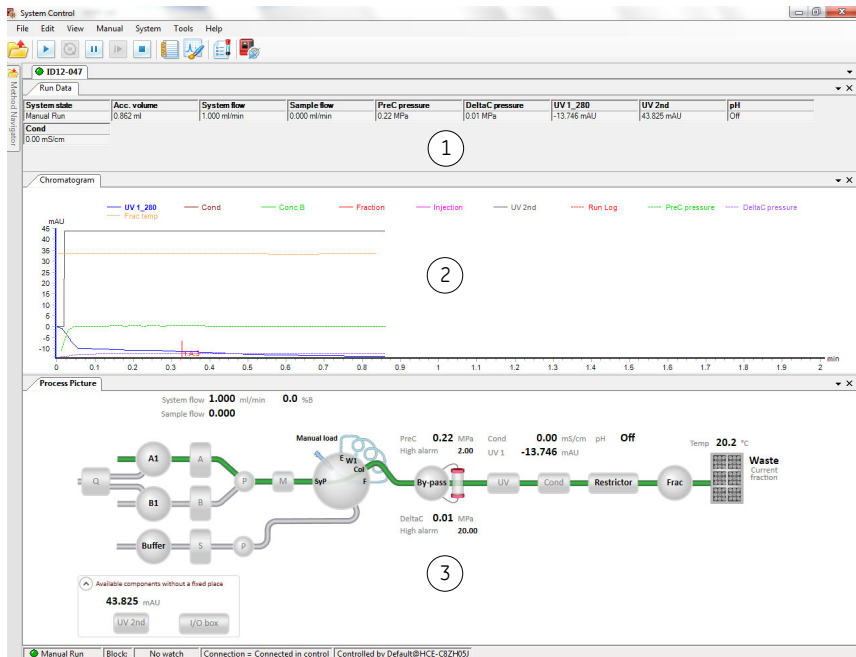 System Control
File Edit View Manual System Tools Help
ID12-047
Method Navigator
Run Data
System state Acc. volume System flow Sample flow PreC pressure DeltaC pressure UV 1_280 UV 2nd pH
Manual Run 0.862 ml 1.000 ml/min 0.000 ml/min 0.22 MPa 0.01 MPa -13.746 mAU 43.825 mAU Off
Cond
0.00 mS/cm
1
Chromatogram
UV 1_280 Cond Conc B Fraction Injection UV 2nd Run Log PreC pressure DeltaC pressure
Frac temp
mAU
45
40
35
30
25
20
15
10
5
0
-5
-10
2
min
0 0.1 0.2 0.3 0.4 0.5 0.6 0.7 0.8 0.9 1 1.1 1.2 1.3 1.4 1.5 1.6 1.7 1.8 1.9 2
Process Picture
System flow 1.000 ml/min 0.0 %B
Sample flow 0.000
Manual load PreC 0.22 MPa Cond 0.00 mS/cm pH Off Temp 20.2 °C
High alarm 2.00 UV 1 -13.746 mAU
A1 A E W1 Col Waste
Current
fraction
Q P M SyP F By-pass UV Cond Restrictor Frac
B1 B
DeltaC 0.01 MPa
High alarm 20.00
Buffer S P
3
Available components without a fixed place
43.825 mAU
UV 2nd I/O box
Manual Run Block: No watch Connection = Connected in control Controlled by Default@HCE-C8ZH05J